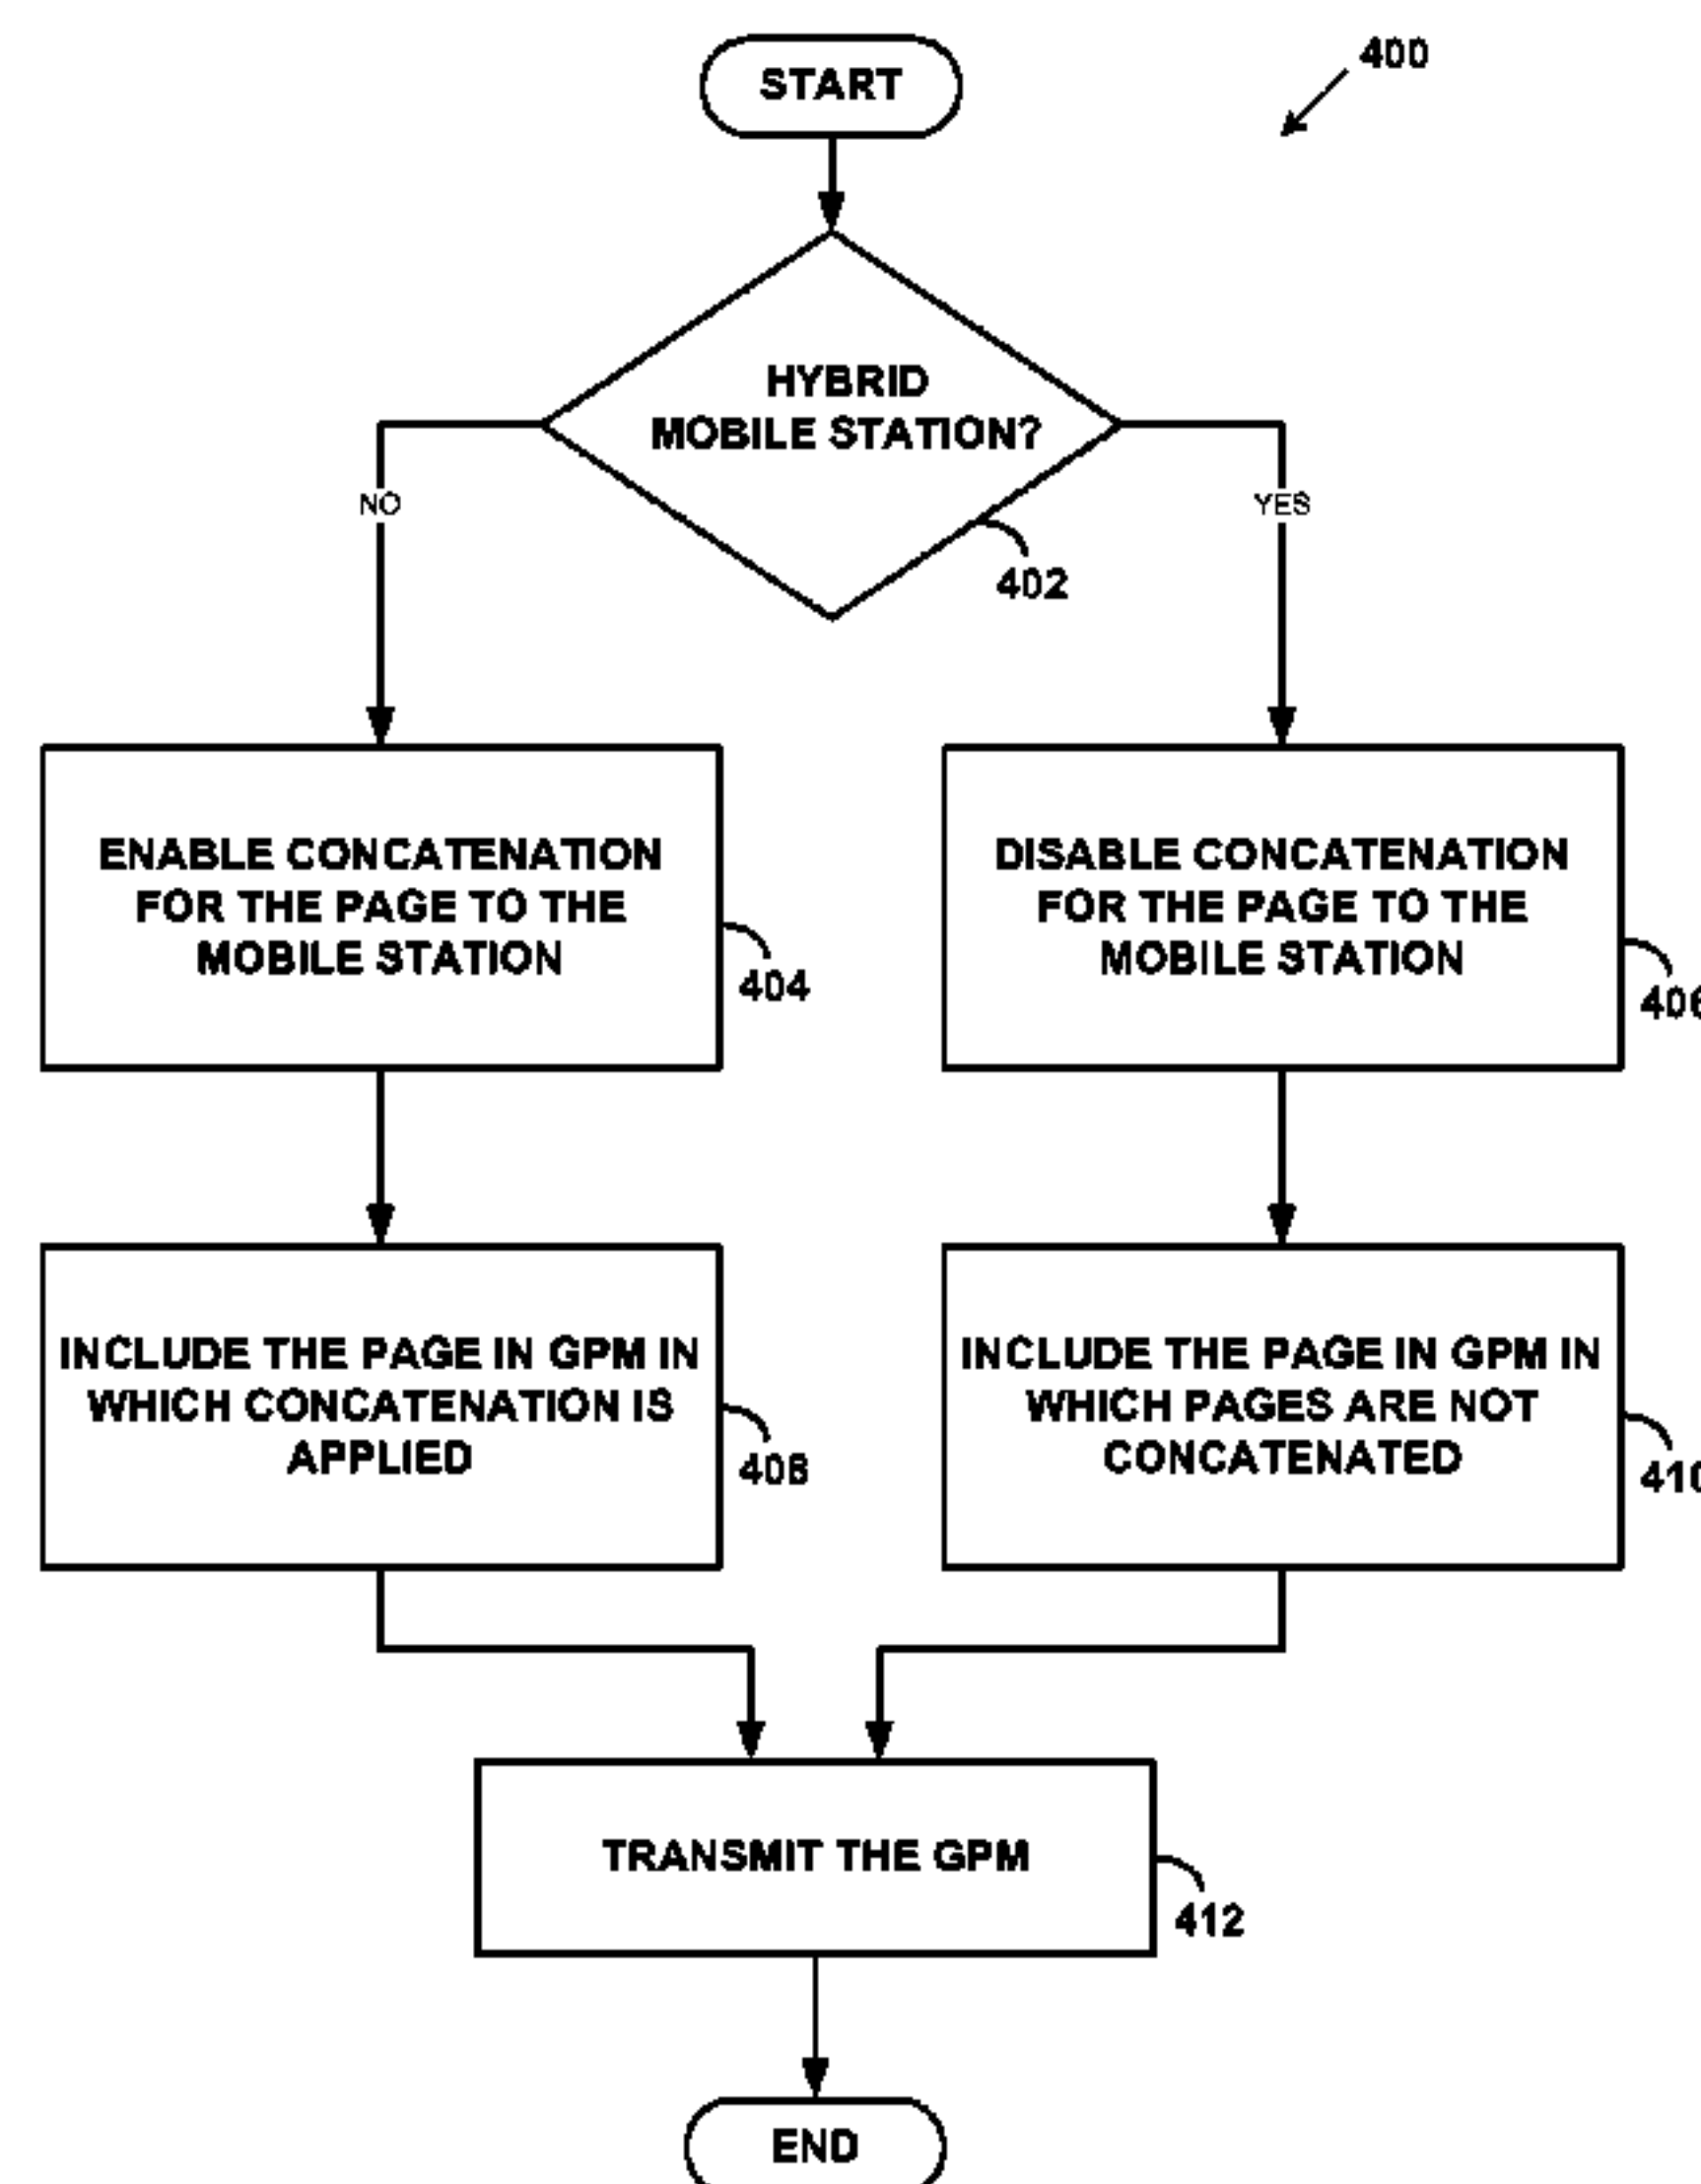 START
400
HYBRID
MOBILE STATION?
NO
YES
402
ENABLE CONCATENATION
FOR THE PAGE TO THE
MOBILE STATION
404
DISABLE CONCATENATION
FOR THE PAGE TO THE
MOBILE STATION
406
INCLUDE THE PAGE IN GPM IN
WHICH CONCATENATION IS
APPLIED
408
INCLUDE THE PAGE IN GPM IN
WHICH PAGES ARE NOT
CONCATENATED
410
TRANSMIT THE GPM
412
END